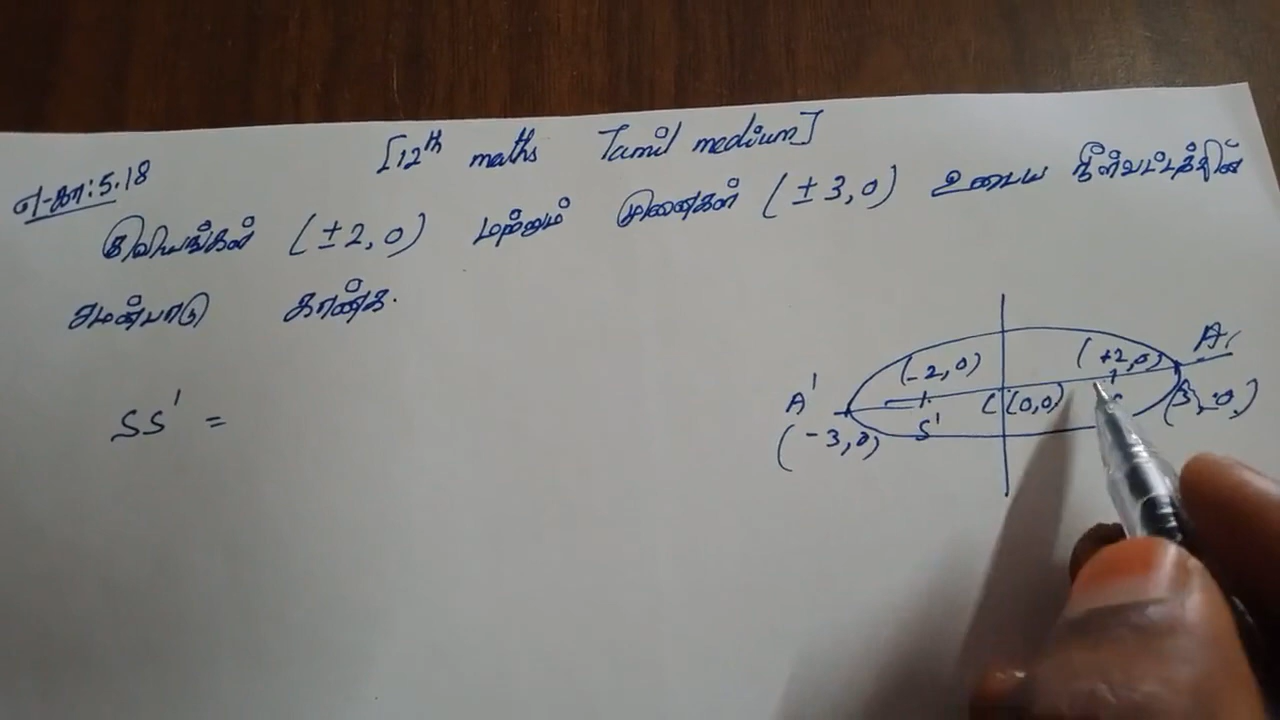 [12th maths Tamil medium]
எ-கா: 5.18
குவியங்கள் (±2,0) மற்றும் முனைகள் (±3,0) உடைய நீள்வட்டத்தின்
சமன்பாடு காண்க.
A
(-2,0) (+2,0)
A' C(0,0)
S' (3,0)
(-3,0)
SS' =